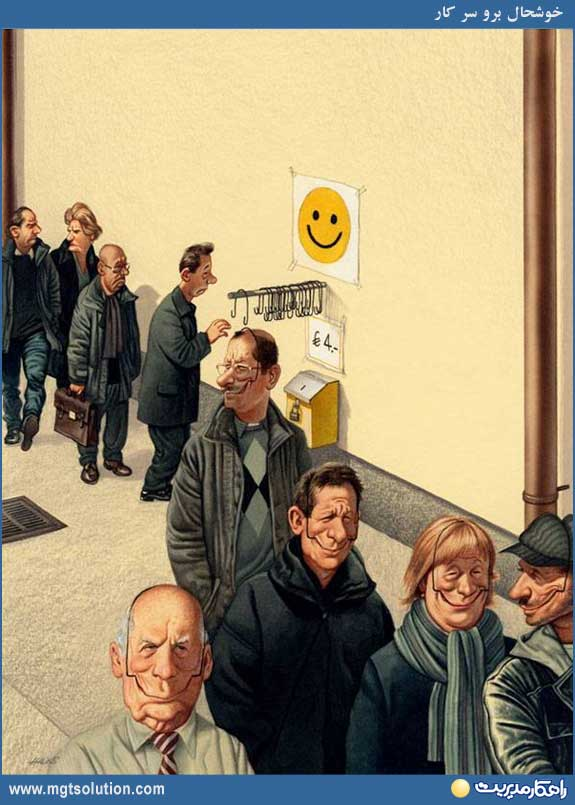 خوشحال برو سر کار
€ 4.-
www.mgtsolution.com
راهکار مدیریت